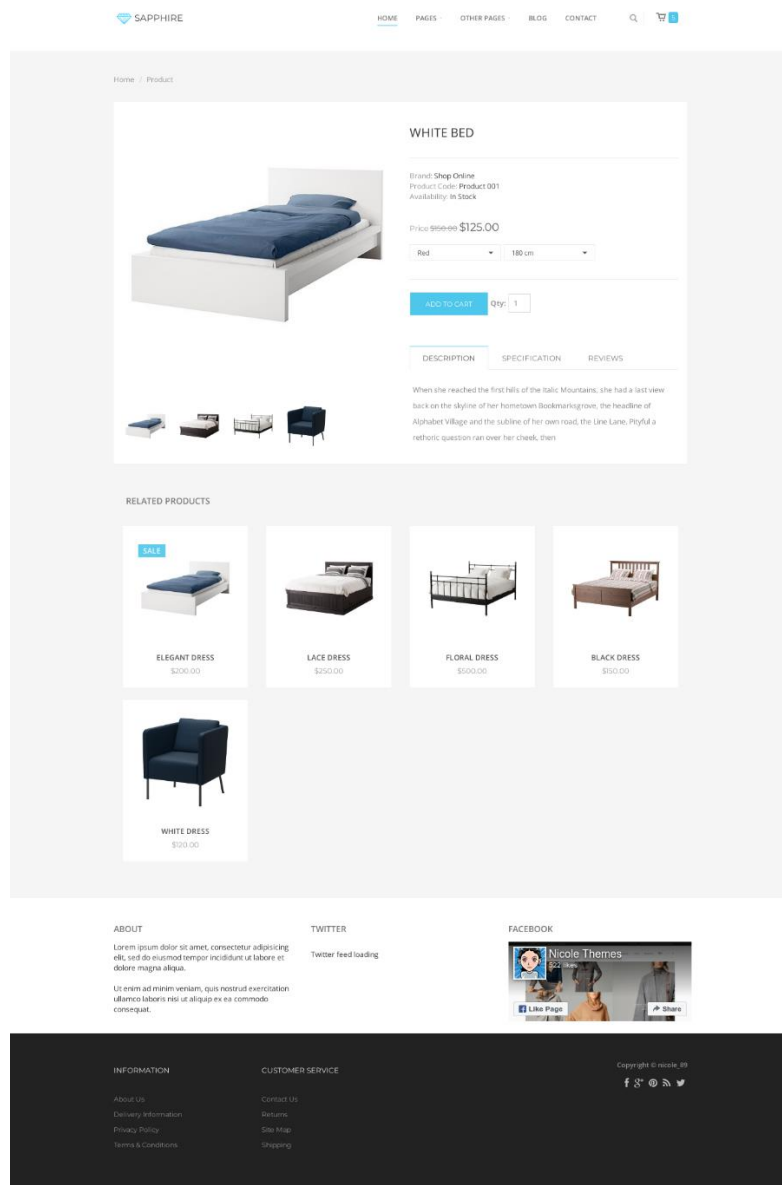 SAPPHIRE
HOME PAGES OTHER PAGES BLOG CONTACT 5
Home / Product
WHITE BED
Brand: Shop Online
Product Code: Product 001
Availability: In Stock
Price $150.00 $125.00
Red 180 cm
ADD TO CART Qty: 1
DESCRIPTION SPECIFICATION REVIEWS
When she reached the first hills of the Italic Mountains, she had a last view
back on the skyline of her hometown Bookmarksgrove, the headline of
Alphabet Village and the subline of her own road, the Line Lane. Pityful a
rethoric question ran over her cheek, then
RELATED PRODUCTS
SALE
ELEGANT DRESS
$200.00
LACE DRESS
$250.00
FLORAL DRESS
$500.00
BLACK DRESS
$150.00
WHITE DRESS
$120.00
ABOUT
Lorem ipsum dolor sit amet, consectetur adipisicing
elit, sed do eiusmod tempor incididunt ut labore et
dolore magna aliqua.
Ut enim ad minim veniam, quis nostrud exercitation
ullamco laboris nisi ut aliquip ex ea commodo
consequat.
TWITTER
Twitter feed loading
FACEBOOK
Nicole Themes
522 likes
Like Page Share
INFORMATION
About Us
Delivery Information
Privacy Policy
Terms & Conditions
CUSTOMER SERVICE
Contact Us
Returns
Site Map
Shipping
Copyright ©